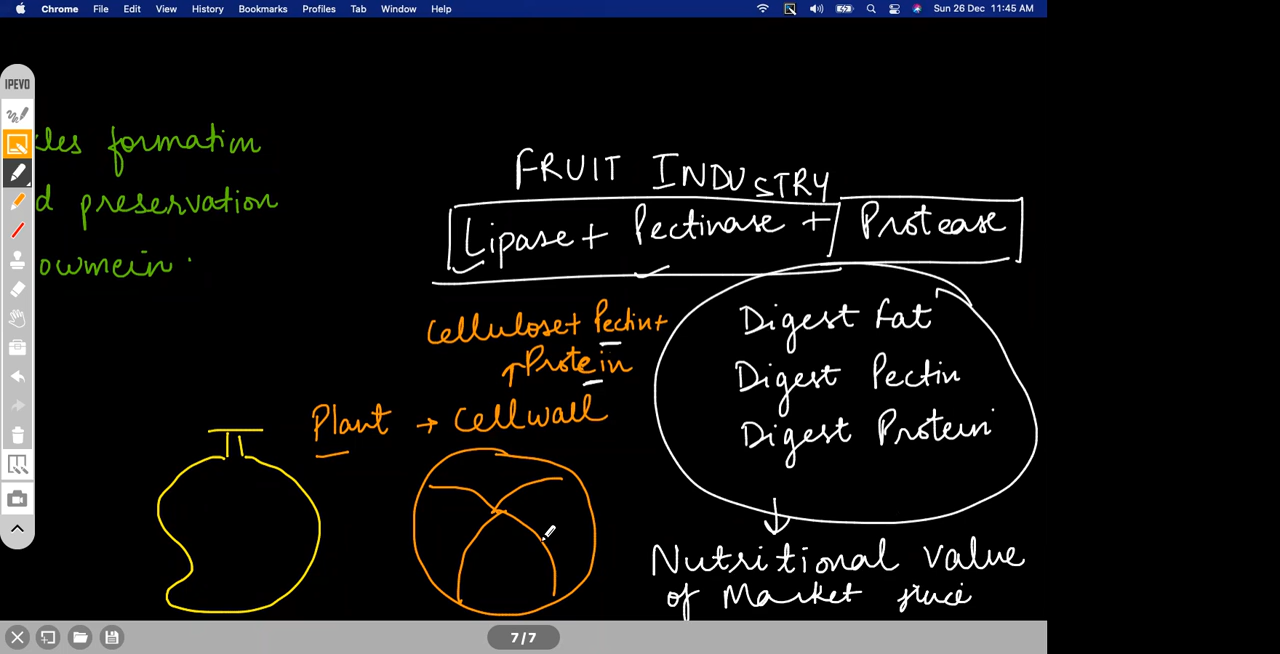 Chrome File Edit View History Bookmarks Profiles Tab Window Help Sun 26 Dec 11:45 AM
IPEVO
les formation
d preservation
owmein.
FRUIT INDUSTRY
Lipase + Pectinase + Protease
Cellulose + Pectin +
↑ Protein
Plant → Cellwall
Digest Fat
Digest Pectin
Digest Protein
↓
Nutritional value
of Market juice
7/7